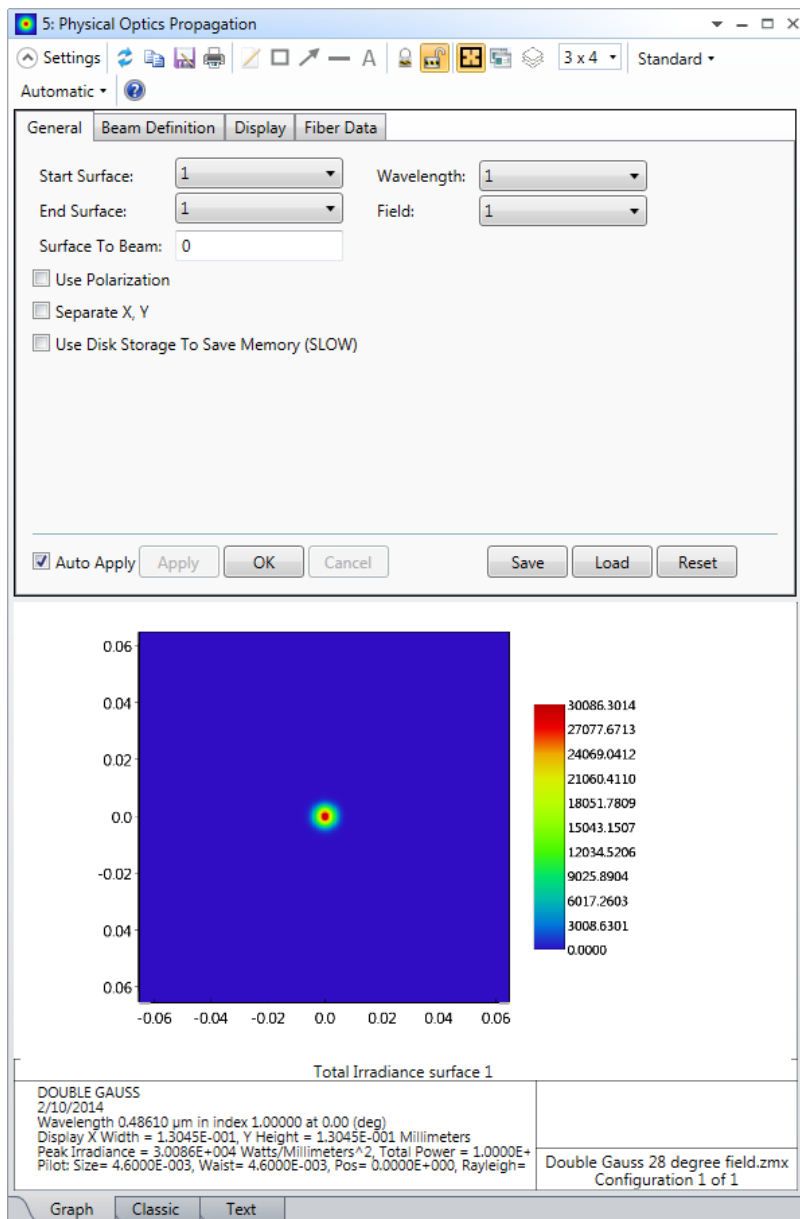 5: Physical Optics Propagation
Settings
A
3 x 4
Standard
Automatic
General Beam Definition Display Fiber Data
Start Surface: 1 Wavelength: 1
End Surface: 1 Field: 1
Surface To Beam: 0
Use Polarization
Separate X, Y
Use Disk Storage To Save Memory (SLOW)
Auto Apply Apply OK Cancel Save Load Reset
0.06
0.04
0.02
0.0
-0.02
0.04
0.06
-0.06 -0.04 -0.02 0.0 0.02 0.04 0.06
30086.3014
27077.6713
24069.0412
21060.4110
18051.7809
15043.1507
12034.5206
9025.8904
6017.2603
3008.6301
0.0000
Total Irradiance surface 1
DOUBLE GAUSS
2/10/2014
Wavelength 0.48610 µm in index 1.00000 at 0.00 (deg)
Display X Width = 1.3045E-001, Y Height = 1.3045E-001 Millimeters
Peak Irradiance = 3.0086E+004 Watts/Millimeters^2, Total Power = 1.0000E+
Pilot: Size= 4.6000E-003, Waist= 4.6000E-003, Pos= 0.0000E+000, Rayleigh=
Double Gauss 28 degree field.zmx
Configuration 1 of 1
Graph Classic Text